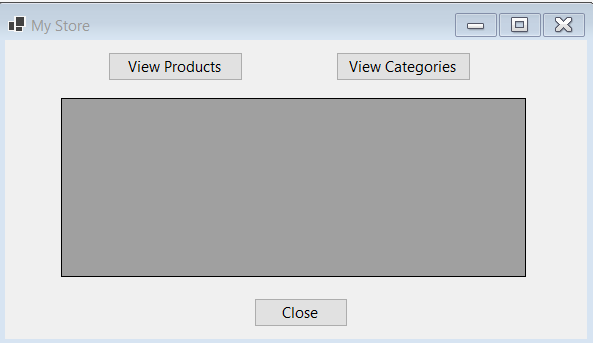 My Store
View Products
View Categories
Close